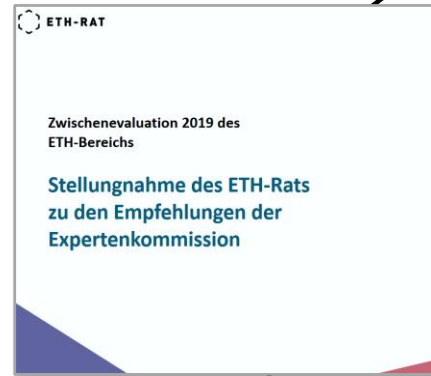 ETH-RAT
Zwischenevaluation 2019 des
ETH-Bereichs
Stellungnahme des ETH-Rats
zu den Empfehlungen der
Expertenkommission